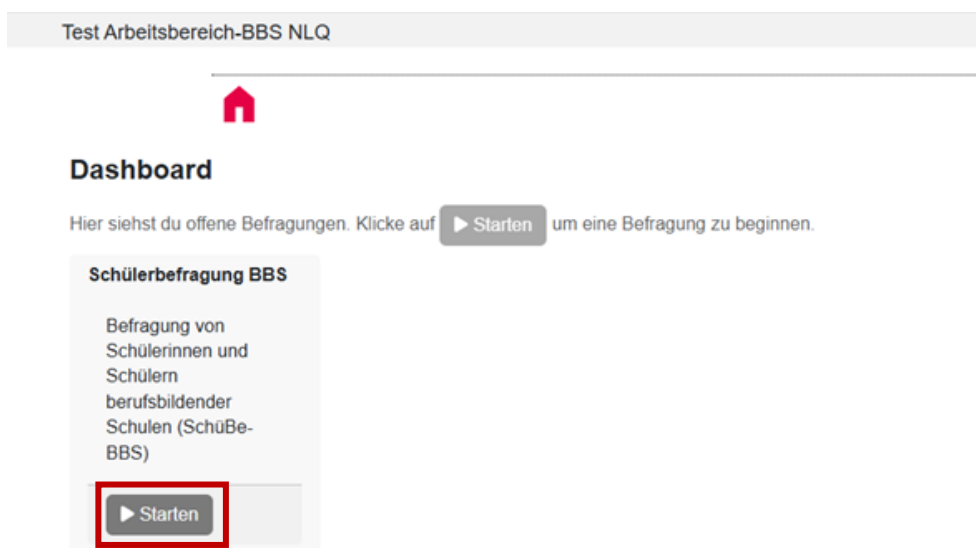 Test Arbeitsbereich-BBS NLQ
Dashboard
Hier siehst du offene Befragungen. Klicke auf Starten um eine Befragung zu beginnen.
Schülerbefragung BBS
Befragung von
Schülerinnen und
Schülern
berufsbildender
Schulen (SchüBe-
BBS)
Starten